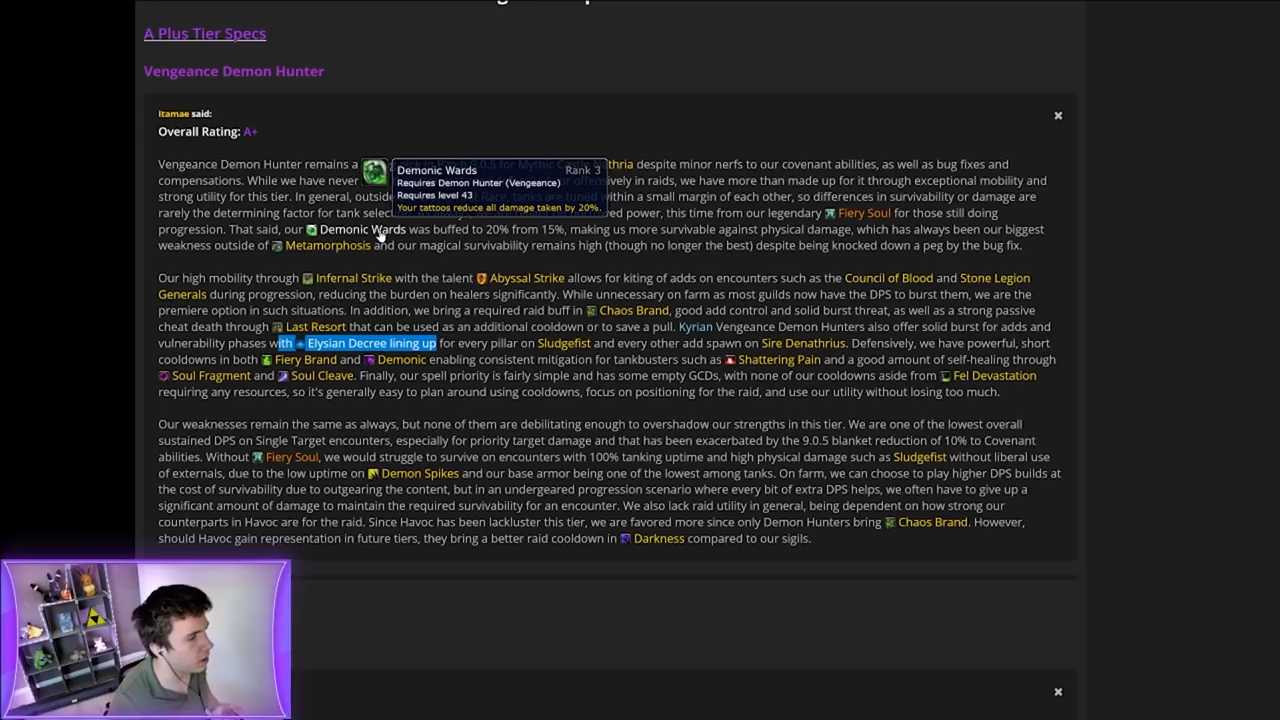 A Plus Tier Specs
Vengeance Demon Hunter
Itamae said:
Overall Rating: A+
Vengeance Demon Hunter remains a despite minor nerfs to our covenant abilities, as well as bug fixes and
Demonic Wards Rank 3
Requires Demon Hunter (Vengeance)
Requires level 43
Your tattoos reduce all damage taken by 20%.
compensations. While we have never in raids, we have more than made up for it through exceptional mobility and
strong utility for this tier. In general, outside within a small margin of each other, so differences in survivability or damage are
rarely the determining factor for tank power, this time from our legendary Fiery Soul for those still doing
progression. That said, our Demonic Wards was buffed to 20% from 15%, making us more survivable against physical damage, which has always been our biggest
weakness outside of Metamorphosis and our magical survivability remains high (though no longer the best) despite being knocked down a peg by the bug fix.
Our high mobility through Infernal Strike with the talent Abyssal Strike allows for kiting of adds on encounters such as the Council of Blood and Stone Legion
Generals during progression, reducing the burden on healers significantly. While unnecessary on farm as most guilds now have the DPS to burst them, we are the
premiere option in such situations. In addition, we bring a required raid buff in Chaos Brand, good add control and solid burst threat, as well as a strong passive
cheat death through Last Resort that can be used as an additional cooldown or to save a pull. Kyrian Vengeance Demon Hunters also offer solid burst for adds and
vulnerability phases with Elysian Decree lining up for every pillar on Sludgefist and every other add spawn on Sire Denathrius. Defensively, we have powerful, short
cooldowns in both Fiery Brand and Demonic enabling consistent mitigation for tankbusters such as Shattering Pain and a good amount of self-healing through
Soul Fragment and Soul Cleave. Finally, our spell priority is fairly simple and has some empty GCDs, with none of our cooldowns aside from Fel Devastation
requiring any resources, so it's generally easy to plan around using cooldowns, focus on positioning for the raid, and use our utility without losing too much.
Our weaknesses remain the same as always, but none of them are debilitating enough to overshadow our strengths in this tier. We are one of the lowest overall
sustained DPS on Single Target encounters, especially for priority target damage and that has been exacerbated by the 9.0.5 blanket reduction of 10% to Covenant
abilities. Without Fiery Soul, we would struggle to survive on encounters with 100% tanking uptime and high physical damage such as Sludgefist without liberal use
of externals, due to the low uptime on Demon Spikes and our base armor being one of the lowest among tanks. On farm, we can choose to play higher DPS builds at
the cost of survivability due to outgearing the content, but in an undergeared progression scenario where every bit of extra DPS helps, we often have to give up a
significant amount of damage to maintain the required survivability for an encounter. We also lack raid utility in general, being dependent on how strong our
counterparts in Havoc are for the raid. Since Havoc has been lackluster this tier, we are favored more since only Demon Hunters bring Chaos Brand. However,
should Havoc gain representation in future tiers, they bring a better raid cooldown in Darkness compared to our sigils.